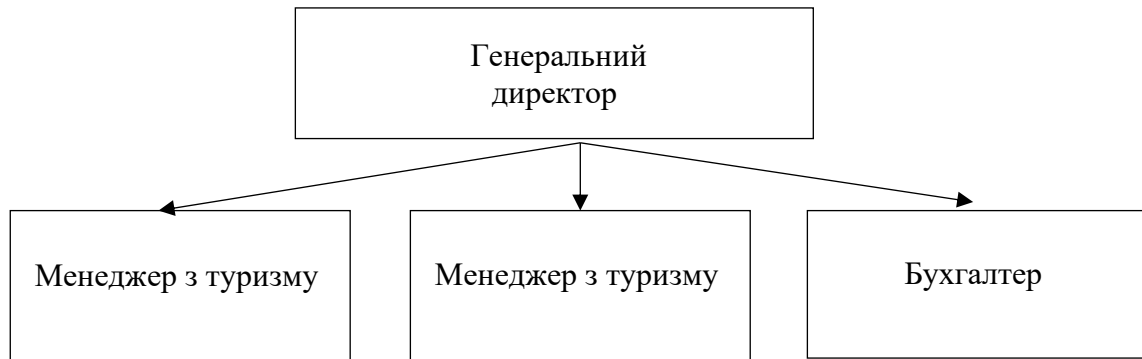 Генеральний
директор
Менеджер з туризму
Менеджер з туризму
Бухгалтер